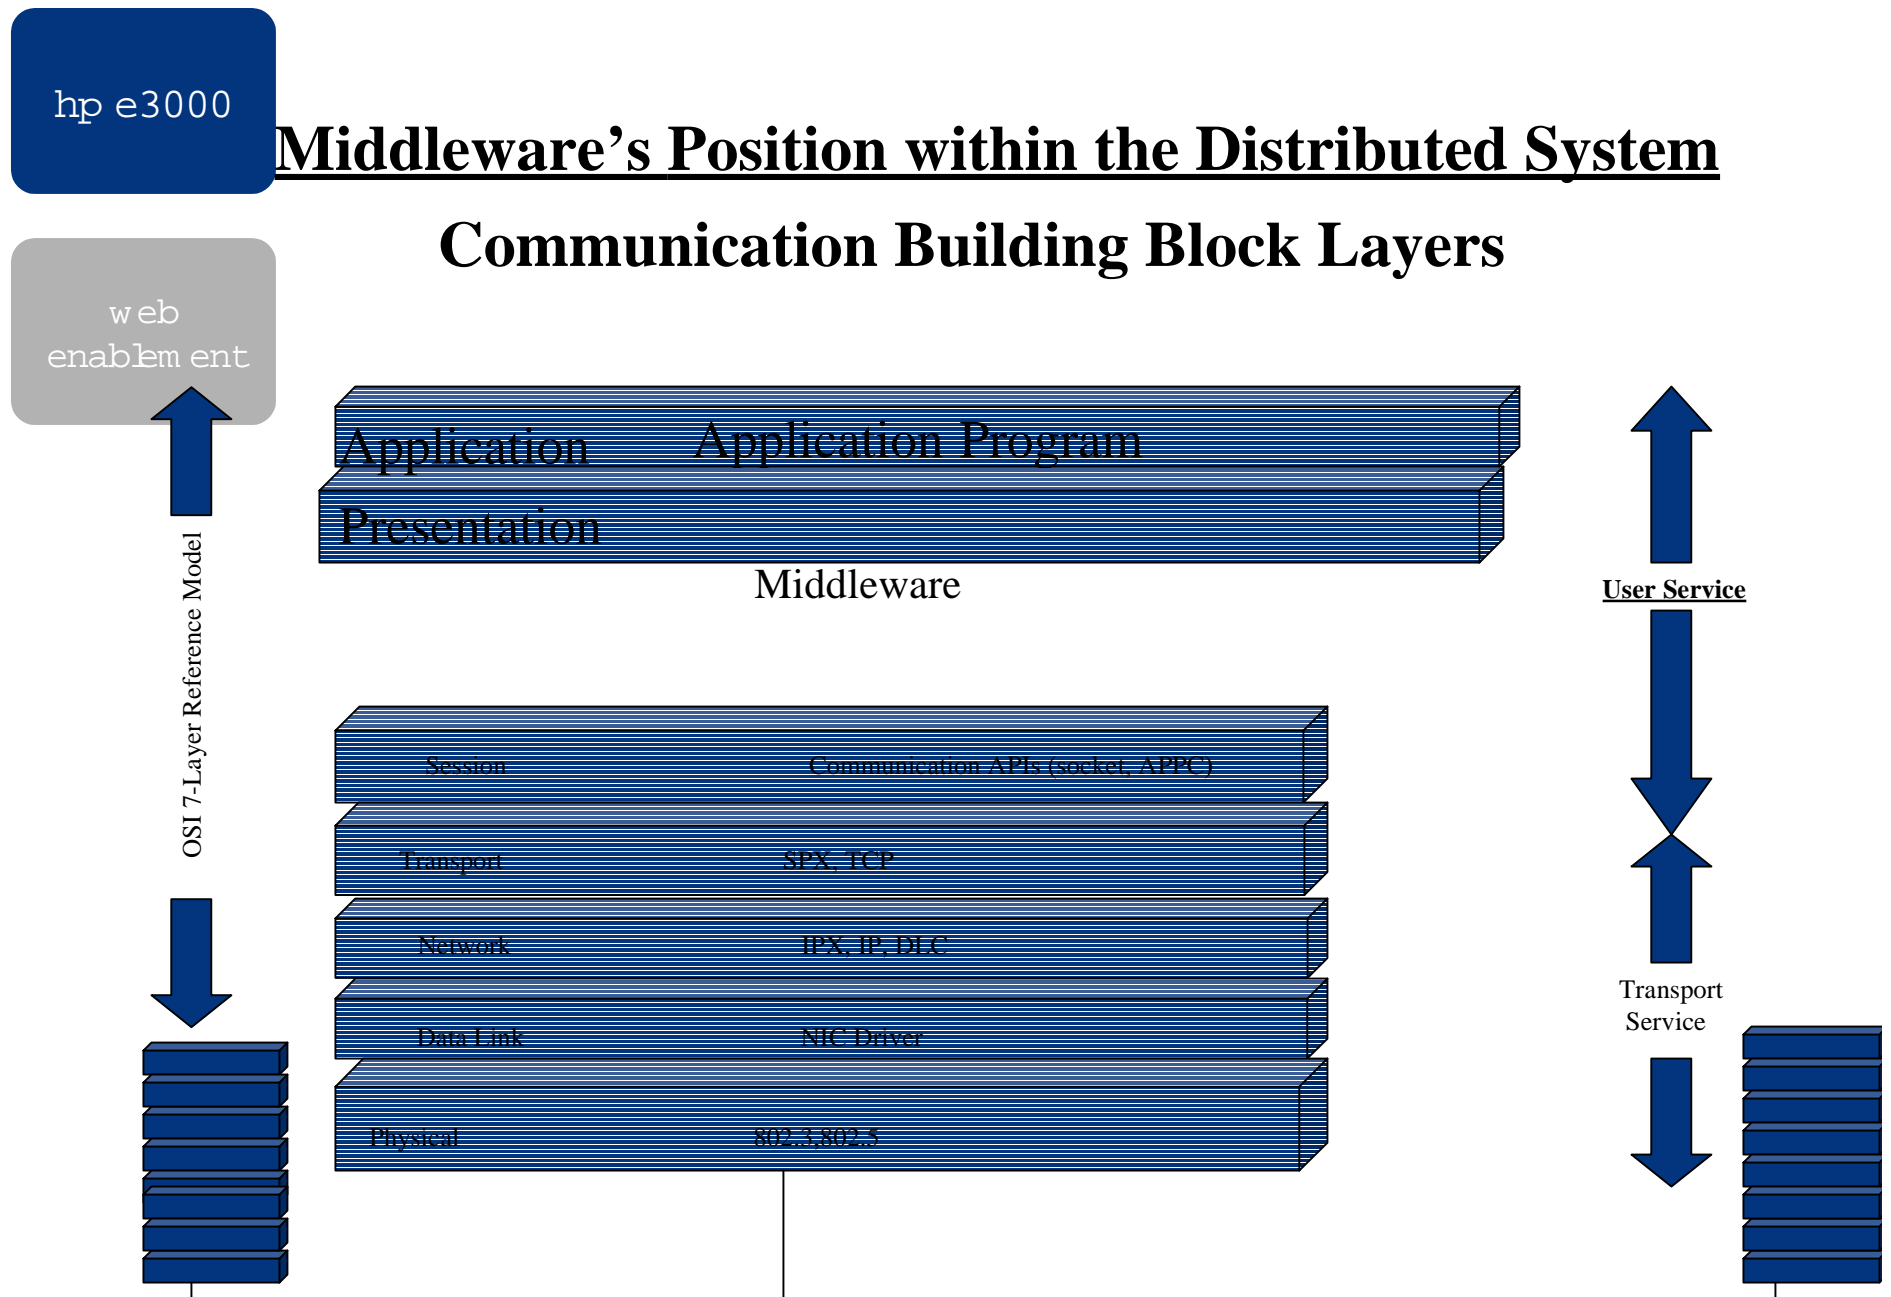 hp e3000
Middleware’s Position within the Distributed System
Communication Building Block Layers
web
enablement
Application Application Program
Presentation
Middleware
User Service
OSI 7-Layer Reference Model
Session Communication APIs (socket, APPC)
Transport SPX, TCP
Network IPX, IP, DLC
Data Link NIC Driver
Transport
Service
Physical 802.3,802.5